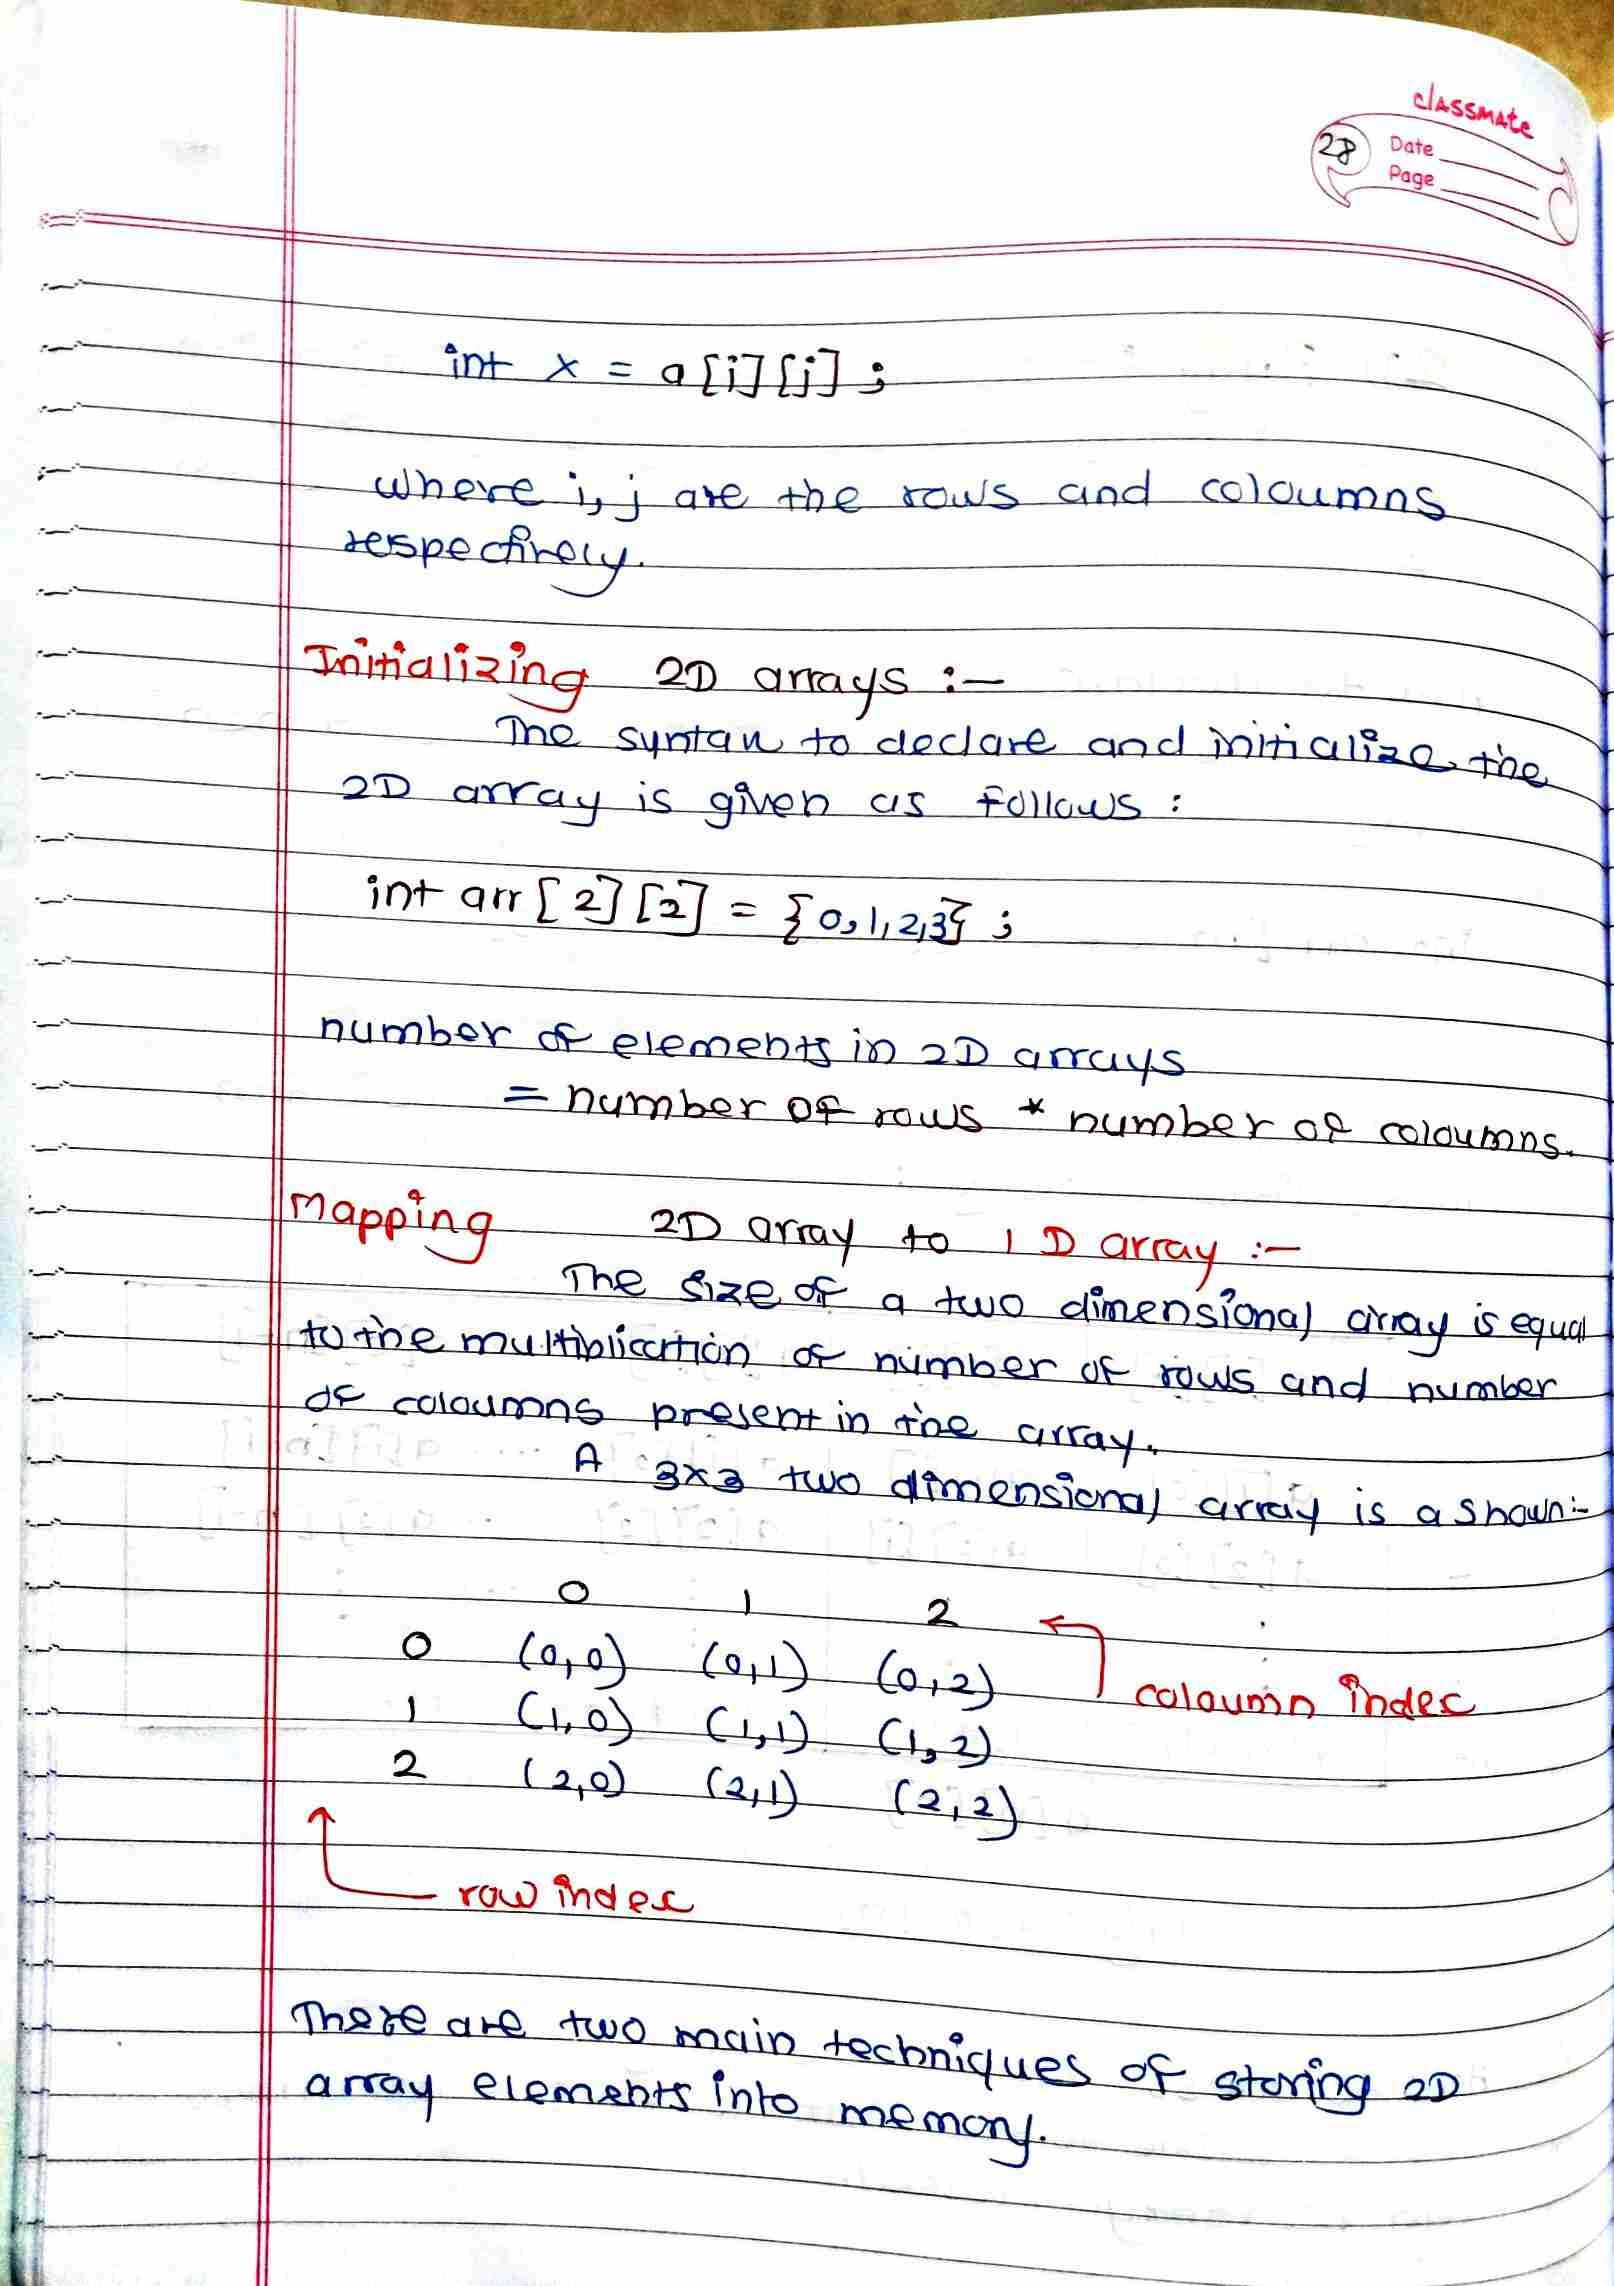 classmate
28
Date
Page
int x = a[i][j];
where i, j are the rows and coloumns
respectively.
Initializing 2D arrays :-
The syntax to declare and initialize the
2D array is given as follows :
int arr[2][2] = {0,1,2,3};
number of elements in 2D arrays
= number of rows * number of coloumns.
Mapping 2D array to 1D array :-
The size of a two dimensional array is equal
to the multiplication of number of rows and number
of coloumns present in the array.
A 3x3 two dimensional array is a shown:-
0 1 2
0 (0,0) (0,1) (0,2)
coloumn index
1 (1,0) (1,1) (1,2)
2 (2,0) (2,1) (2,2)
row index
There are two main techniques of storing 2D
array elements into memory.